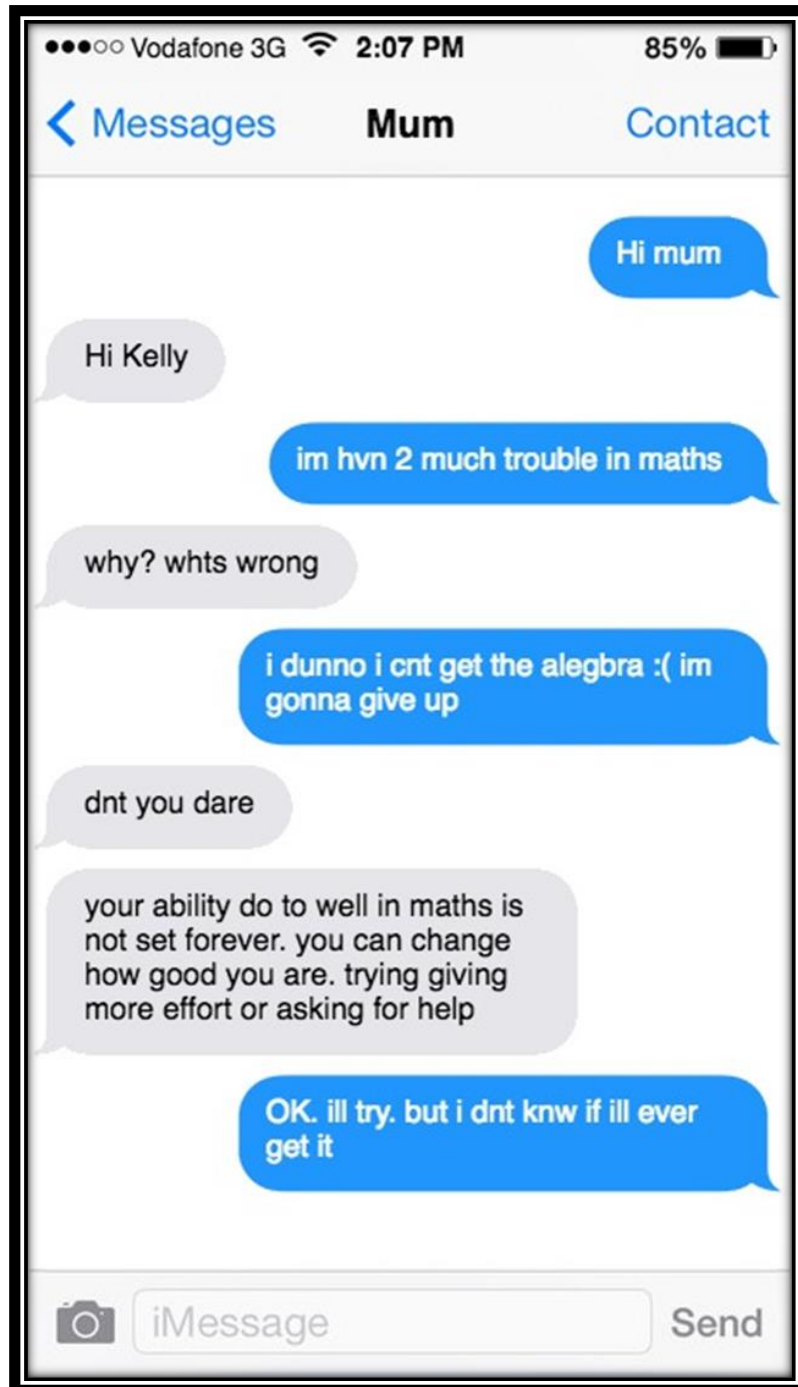 Vodafone 3G 2:07 PM 85%
Messages Mum Contact
Hi mum
Hi Kelly
im hvn 2 much trouble in maths
why? whts wrong
i dunno i cnt get the alegbra :( im
gonna give up
dnt you dare
your ability do to well in maths is
not set forever. you can change
how good you are. trying giving
more effort or asking for help
OK. ill try. but i dnt knw if ill ever
get it
iMessage Send